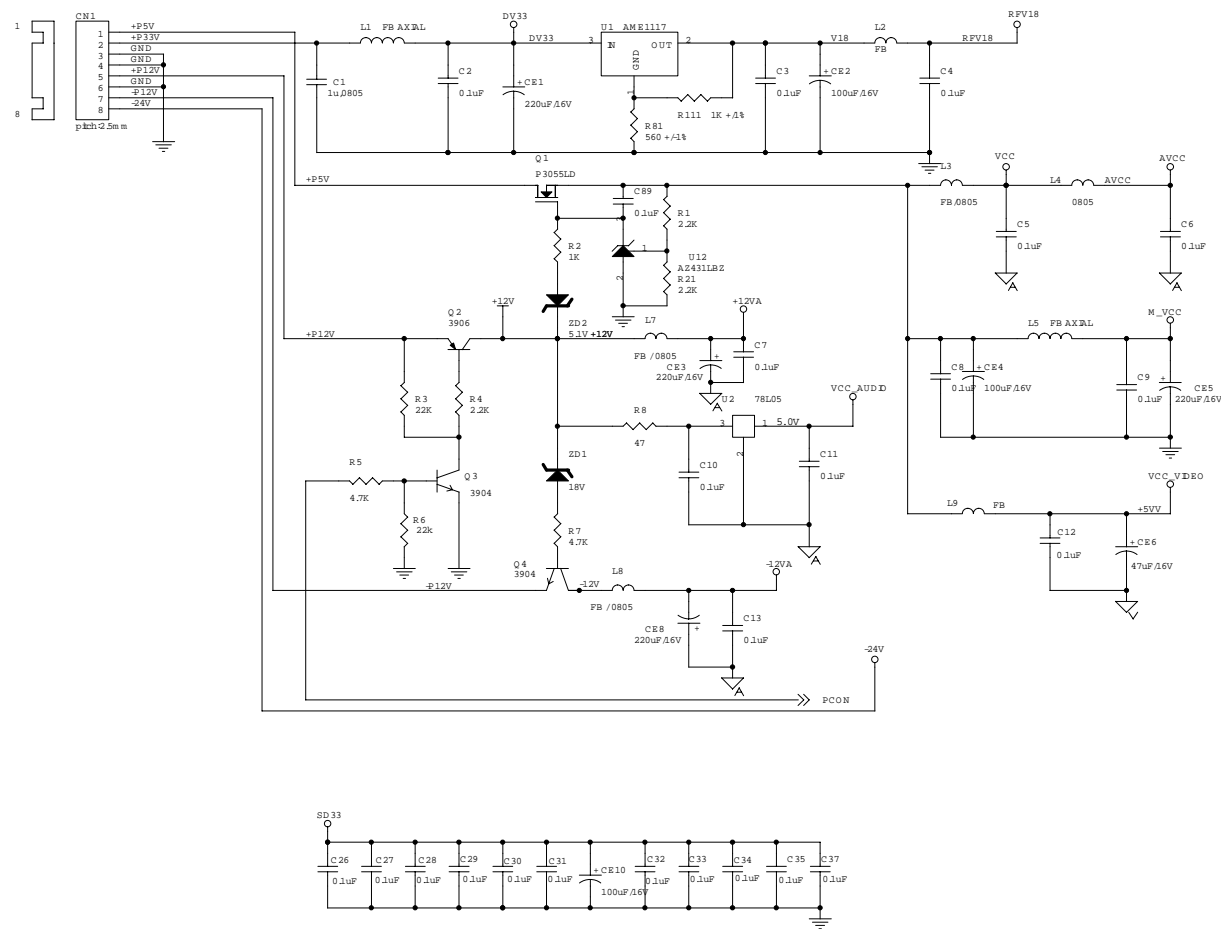 CN1
1
8
1
2
3
4
5
6
7
8
pitch:2.5mm
+P5V
+P33V
GND
GND
+P12V
GND
-P12V
-24V
L1 FB AXIAL
C1
1u,0805
C2
0.1uF
DV33
DV33
+CE1
220uF/16V
U1 AME1117
3
IN
OUT
2
GND
1
R111 1K +/1%
R81
560 +/-1%
C3
0.1uF
V18
+CE2
100uF/16V
L2
FB
RFV18
C4
0.1uF
RFV18
+P5V
Q1
P3055LD
C89
0.1uF
3
1
2
R1
2.2K
R2
1K
U12
AZ431LBZ
R21
2.2K
L3
FB/0805
VCC
L4
0805
AVCC
AVCC
C5
0.1uF
A
C6
0.1uF
A
+P12V
Q2
3906
+12V
ZD2
5.1V +12V
L7
FB /0805
+12VA
CE3
220uF/16V
+
C7
0.1uF
A
M_VCC
L5 FB AXIAL
C8
0.1uF
+CE4
100uF/16V
C9
0.1uF
+
CE5
220uF/16V
R3
22K
R4
2.2K
R8
47
U2 78L05
3
1
2
5.0V
VCC_AUDIO
C10
0.1uF
C11
0.1uF
A
R5
4.7K
Q3
3904
R6
22k
ZD1
18V
R7
4.7K
VCC_VIDEO
L9 FB
+5VV
C12
0.1uF
+CE6
47uF/16V
V
Q4
3904
-P12V
-12V
L8
FB /0805
-12VA
CE8
220uF/16V
+
C13
0.1uF
A
-24V
PCON
SD33
C26
0.1uF
C27
0.1uF
C28
0.1uF
C29
0.1uF
C30
0.1uF
C31
0.1uF
+CE10
100uF/16V
C32
0.1uF
C33
0.1uF
C34
0.1uF
C35
0.1uF
C37
0.1uF